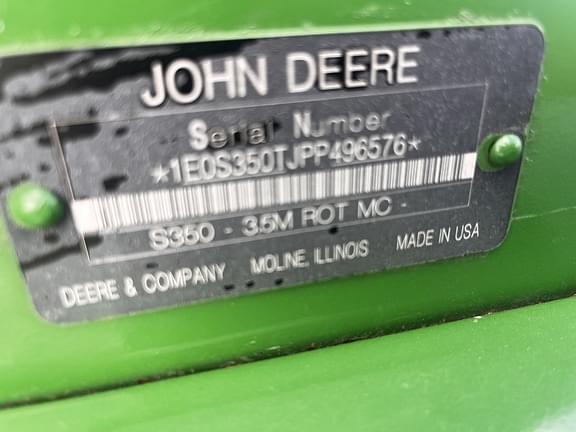 JOHN DEERE
Serial Number
*1E0S350TJPP496576*
S350 - 3.5M ROT MC -
DEERE & COMPANY MOLINE, ILLINOIS MADE IN USA